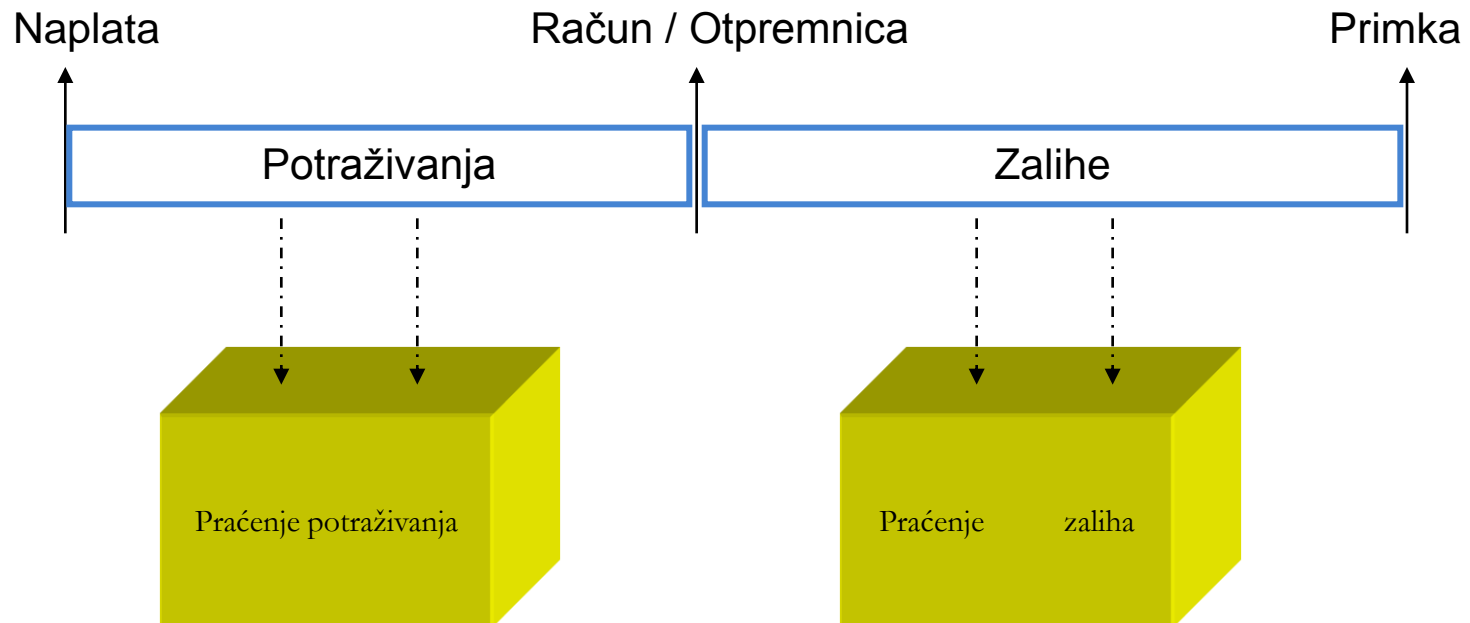 Naplata
Račun / Otpremnica
Primka
Potraživanja
Zalihe
Praćenje potraživanja
Praćenje zaliha